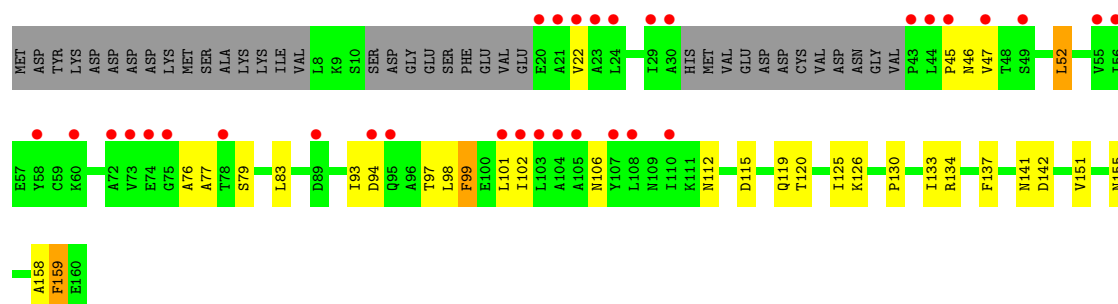 MET ASP TYR LYS ASP ASP ASP ASP LYS MET SER ALA LYS LYS ILE VAL L8 K9 S10 SER ASP GLY GLU SER PHE GLU VAL GLU E20 A21 V22 A23 L24 I29 A30 HIS MET VAL GLU ASP ASP CYS VAL ASP ASN GLY VAL P43 L44 P45 N46 V47 T48 S49 L52 V55 I56
E57 Y58 C59 K60 A72 V73 E74 G75 A76 A77 T78 S79 L83 D89 I93 D94 Q95 A96 T97 L98 F99 E100 L101 I102 L103 A104 A105 N106 Y107 L108 N109 I110 K111 N112 D115 Q119 T120 I125 K126 P130 I133 R134 F137 N141 D142 V151 N155
A158 F159 E160